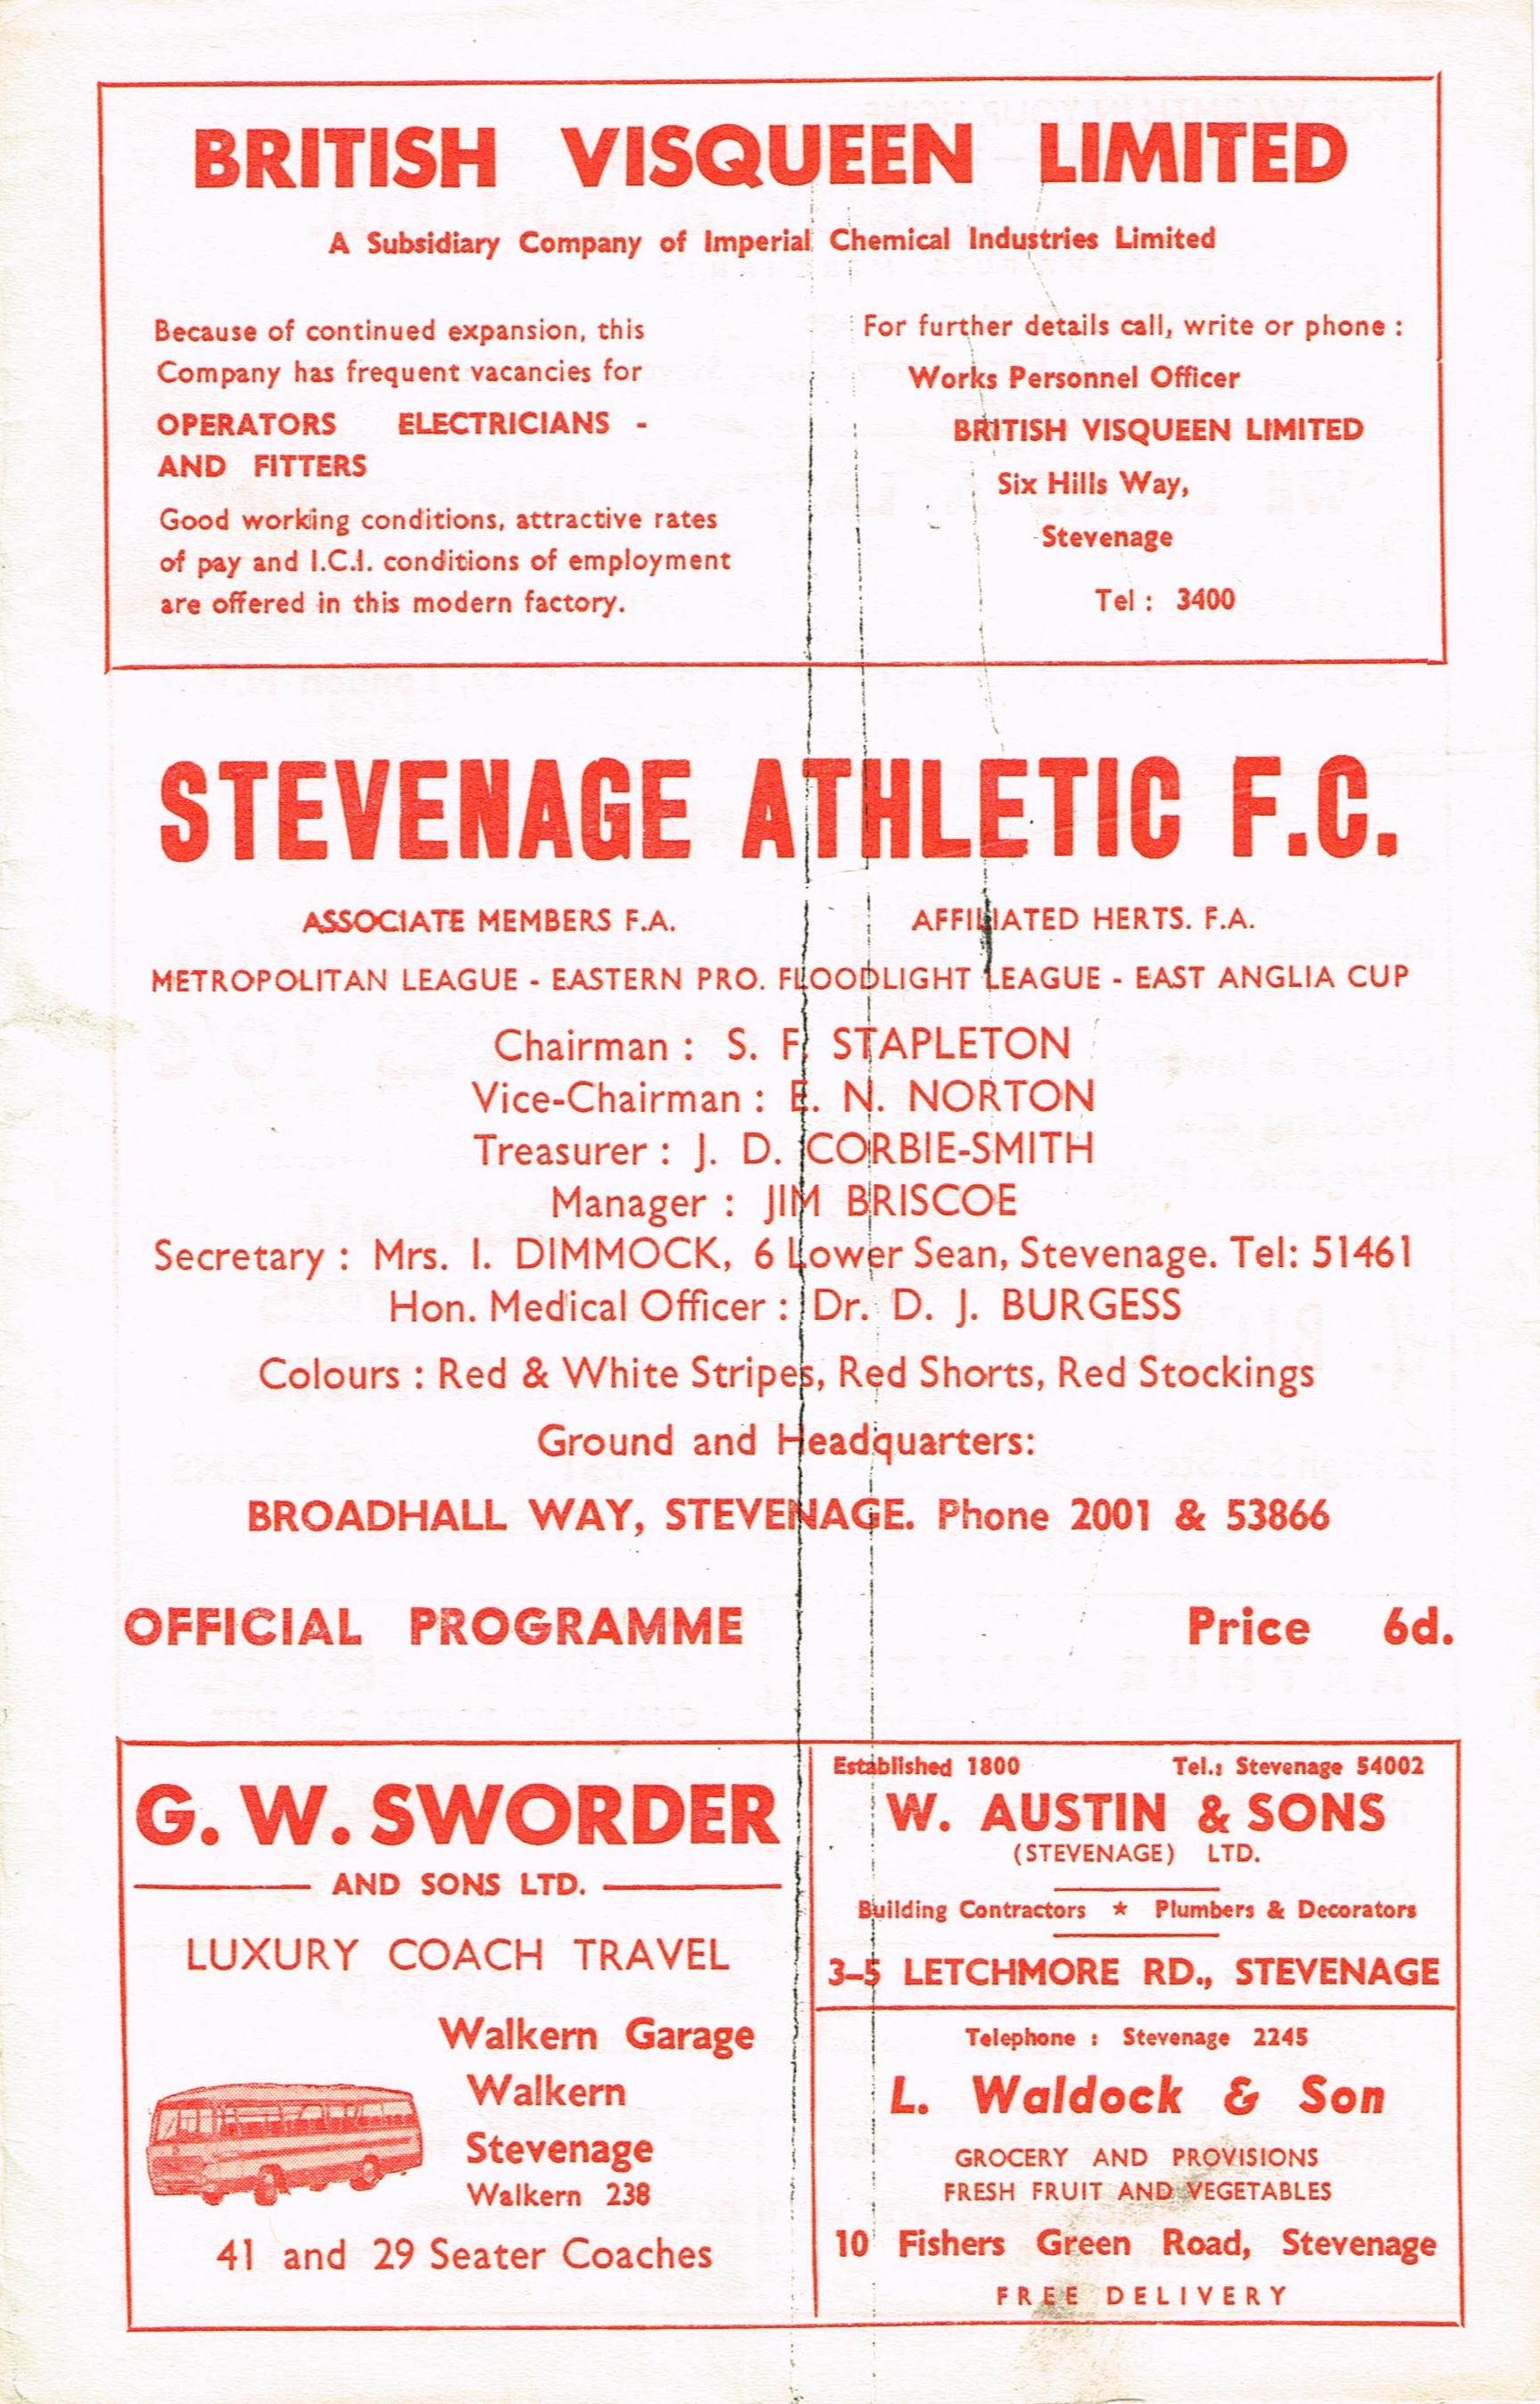 BRITISH VISQUEEN LIMITED
A Subsidiary Company of Imperial Chemical Industries Limited
Because of continued expansion, this
Company has frequent vacancies for
OPERATORS ELECTRICIANS -
AND FITTERS
Good working conditions, attractive rates
of pay and I.C.I. conditions of employment
are offered in this modern factory.
For further details call, write or phone :
Works Personnel Officer
BRITISH VISQUEEN LIMITED
Six Hills Way,
Stevenage
Tel : 3400
STEVENAGE ATHLETIC F.C.
ASSOCIATE MEMBERS F.A. AFFILIATED HERTS. F.A.
METROPOLITAN LEAGUE - EASTERN PRO. FLOODLIGHT LEAGUE - EAST ANGLIA CUP
Chairman : S. F. STAPLETON
Vice-Chairman : E. N. NORTON
Treasurer : J. D. CORBIE-SMITH
Manager : JIM BRISCOE
Secretary : Mrs. I. DIMMOCK, 6 Lower Sean, Stevenage. Tel: 51461
Hon. Medical Officer : Dr. D. J. BURGESS
Colours : Red & White Stripes, Red Shorts, Red Stockings
Ground and Headquarters:
BROADHALL WAY, STEVENAGE. Phone 2001 & 53866
OFFICIAL PROGRAMME Price 6d.
G. W. SWORDER
AND SONS LTD.
LUXURY COACH TRAVEL
Walkern Garage
Walkern
Stevenage
Walkern 238
41 and 29 Seater Coaches
Established 1800 Tel.: Stevenage 54002
W. AUSTIN & SONS
(STEVENAGE) LTD.
Building Contractors * Plumbers & Decorators
3-5 LETCHMORE RD., STEVENAGE
Telephone : Stevenage 2245
L. Waldock & Son
GROCERY AND PROVISIONS
FRESH FRUIT AND VEGETABLES
10 Fishers Green Road, Stevenage
FREE DELIVERY